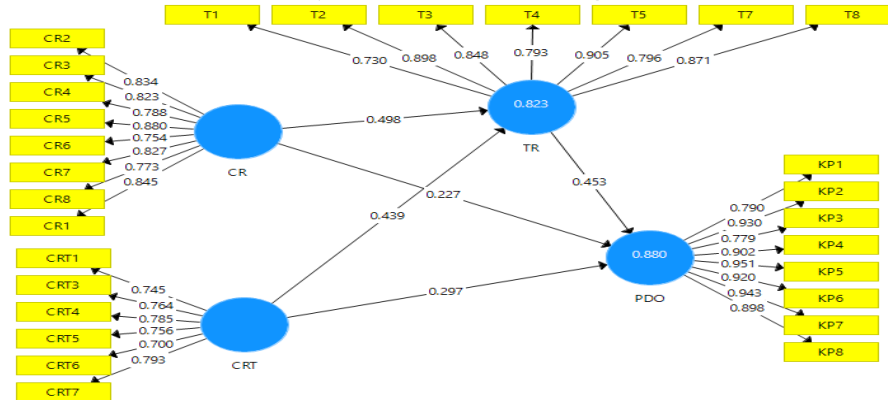 T1 T2 T3 T4 T5 T7 T8
0.730 0.898 0.848 0.793 0.905 0.796 0.871
CR2
CR3
CR4
CR5
CR6
CR7
CR8
CR1
0.834
0.823
0.788
0.880
0.754
0.827
0.773
0.845
CR
0.498
0.823
TR
0.439
0.227
0.453
CRT1
CRT3
CRT4
CRT5
CRT6
CRT7
0.745
0.764
0.785
0.756
0.700
0.793
CRT
0.297
0.880
PDO
0.790
0.930
0.779
0.902
0.951
0.920
0.943
0.898
KP1
KP2
KP3
KP4
KP5
KP6
KP7
KP8